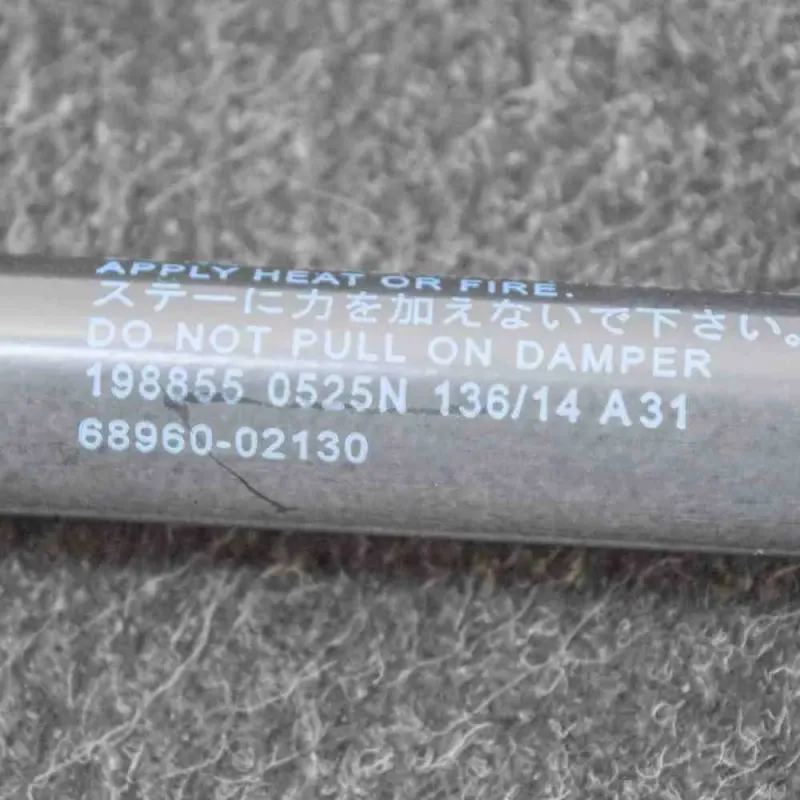 APPLY HEAT OR FIRE.
ステーに力を加えないで下さい。
DO NOT PULL ON DAMPER
198855 0525N 136/14 A31
68960-02130